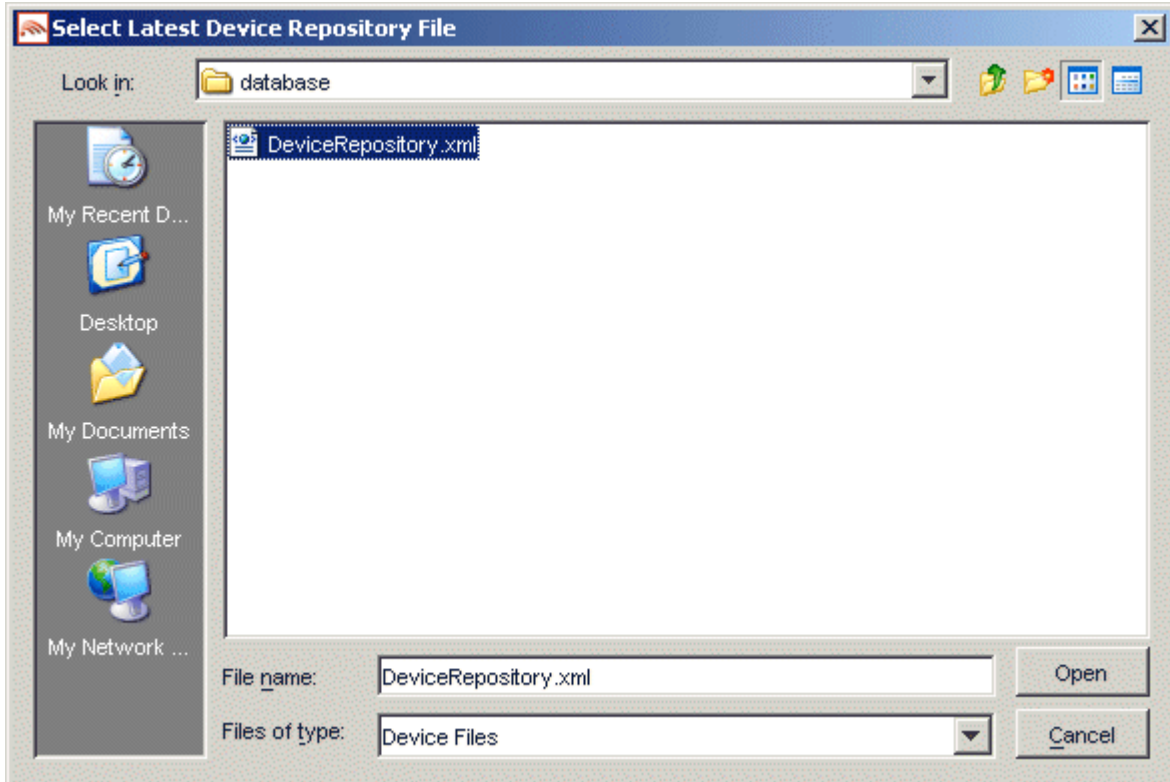 Select Latest Device Repository File
Look in:
database
DeviceRepository.xml
My Recent D...
Desktop
My Documents
My Computer
My Network ...
File name:
DeviceRepository.xml
Open
Files of type:
Device Files
Cancel